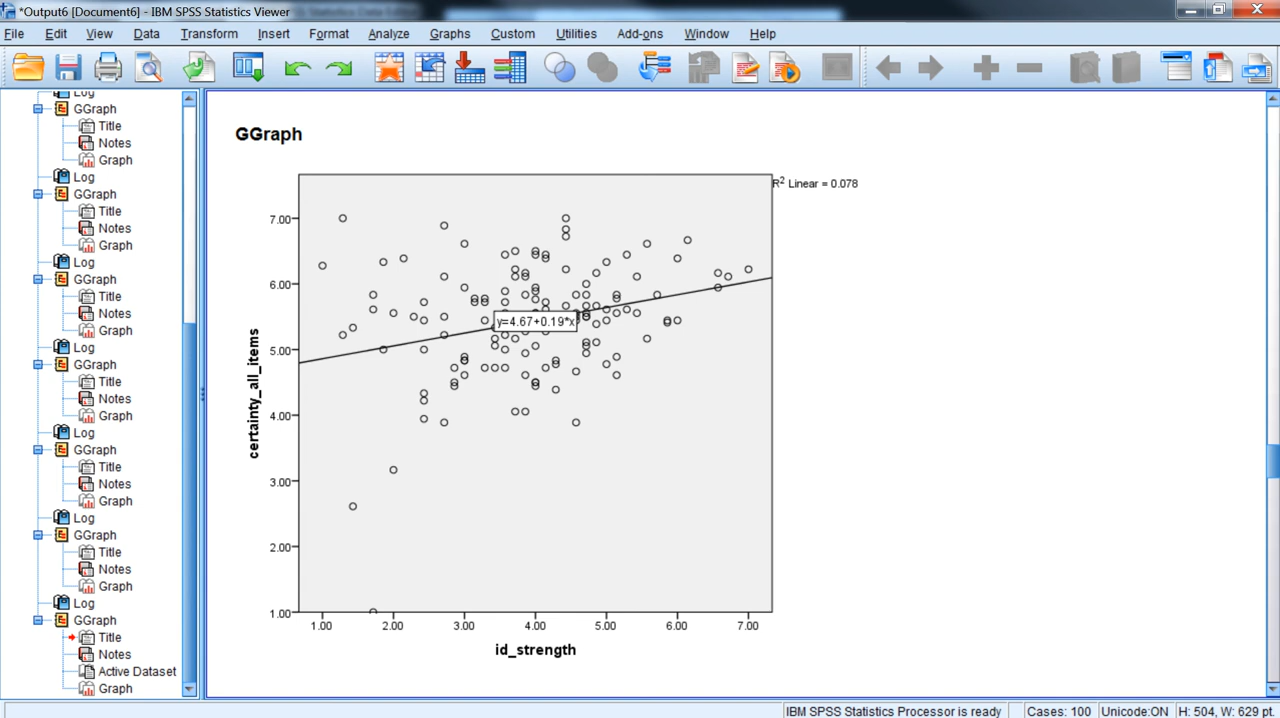 *Output6 [Document6] - IBM SPSS Statistics Viewer
File Edit View Data Transform Insert Format Analyze Graphs Custom Utilities Add-ons Window Help
Log
GGraph
Title
Notes
Graph
Log
GGraph
Title
Notes
Graph
Log
GGraph
Title
Notes
Graph
Log
GGraph
Title
Notes
Graph
Log
GGraph
Title
Notes
Graph
Log
GGraph
Title
Notes
Graph
Log
GGraph
Title
Notes
Active Dataset
Graph
GGraph
R2 Linear = 0.078
7.00
6.00
5.00
4.00
3.00
2.00
1.00
certainty_all_items
y=4.67+0.19*x
1.00 2.00 3.00 4.00 5.00 6.00 7.00
id_strength
IBM SPSS Statistics Processor is ready Cases: 100 Unicode:ON H: 504, W: 629 pt.